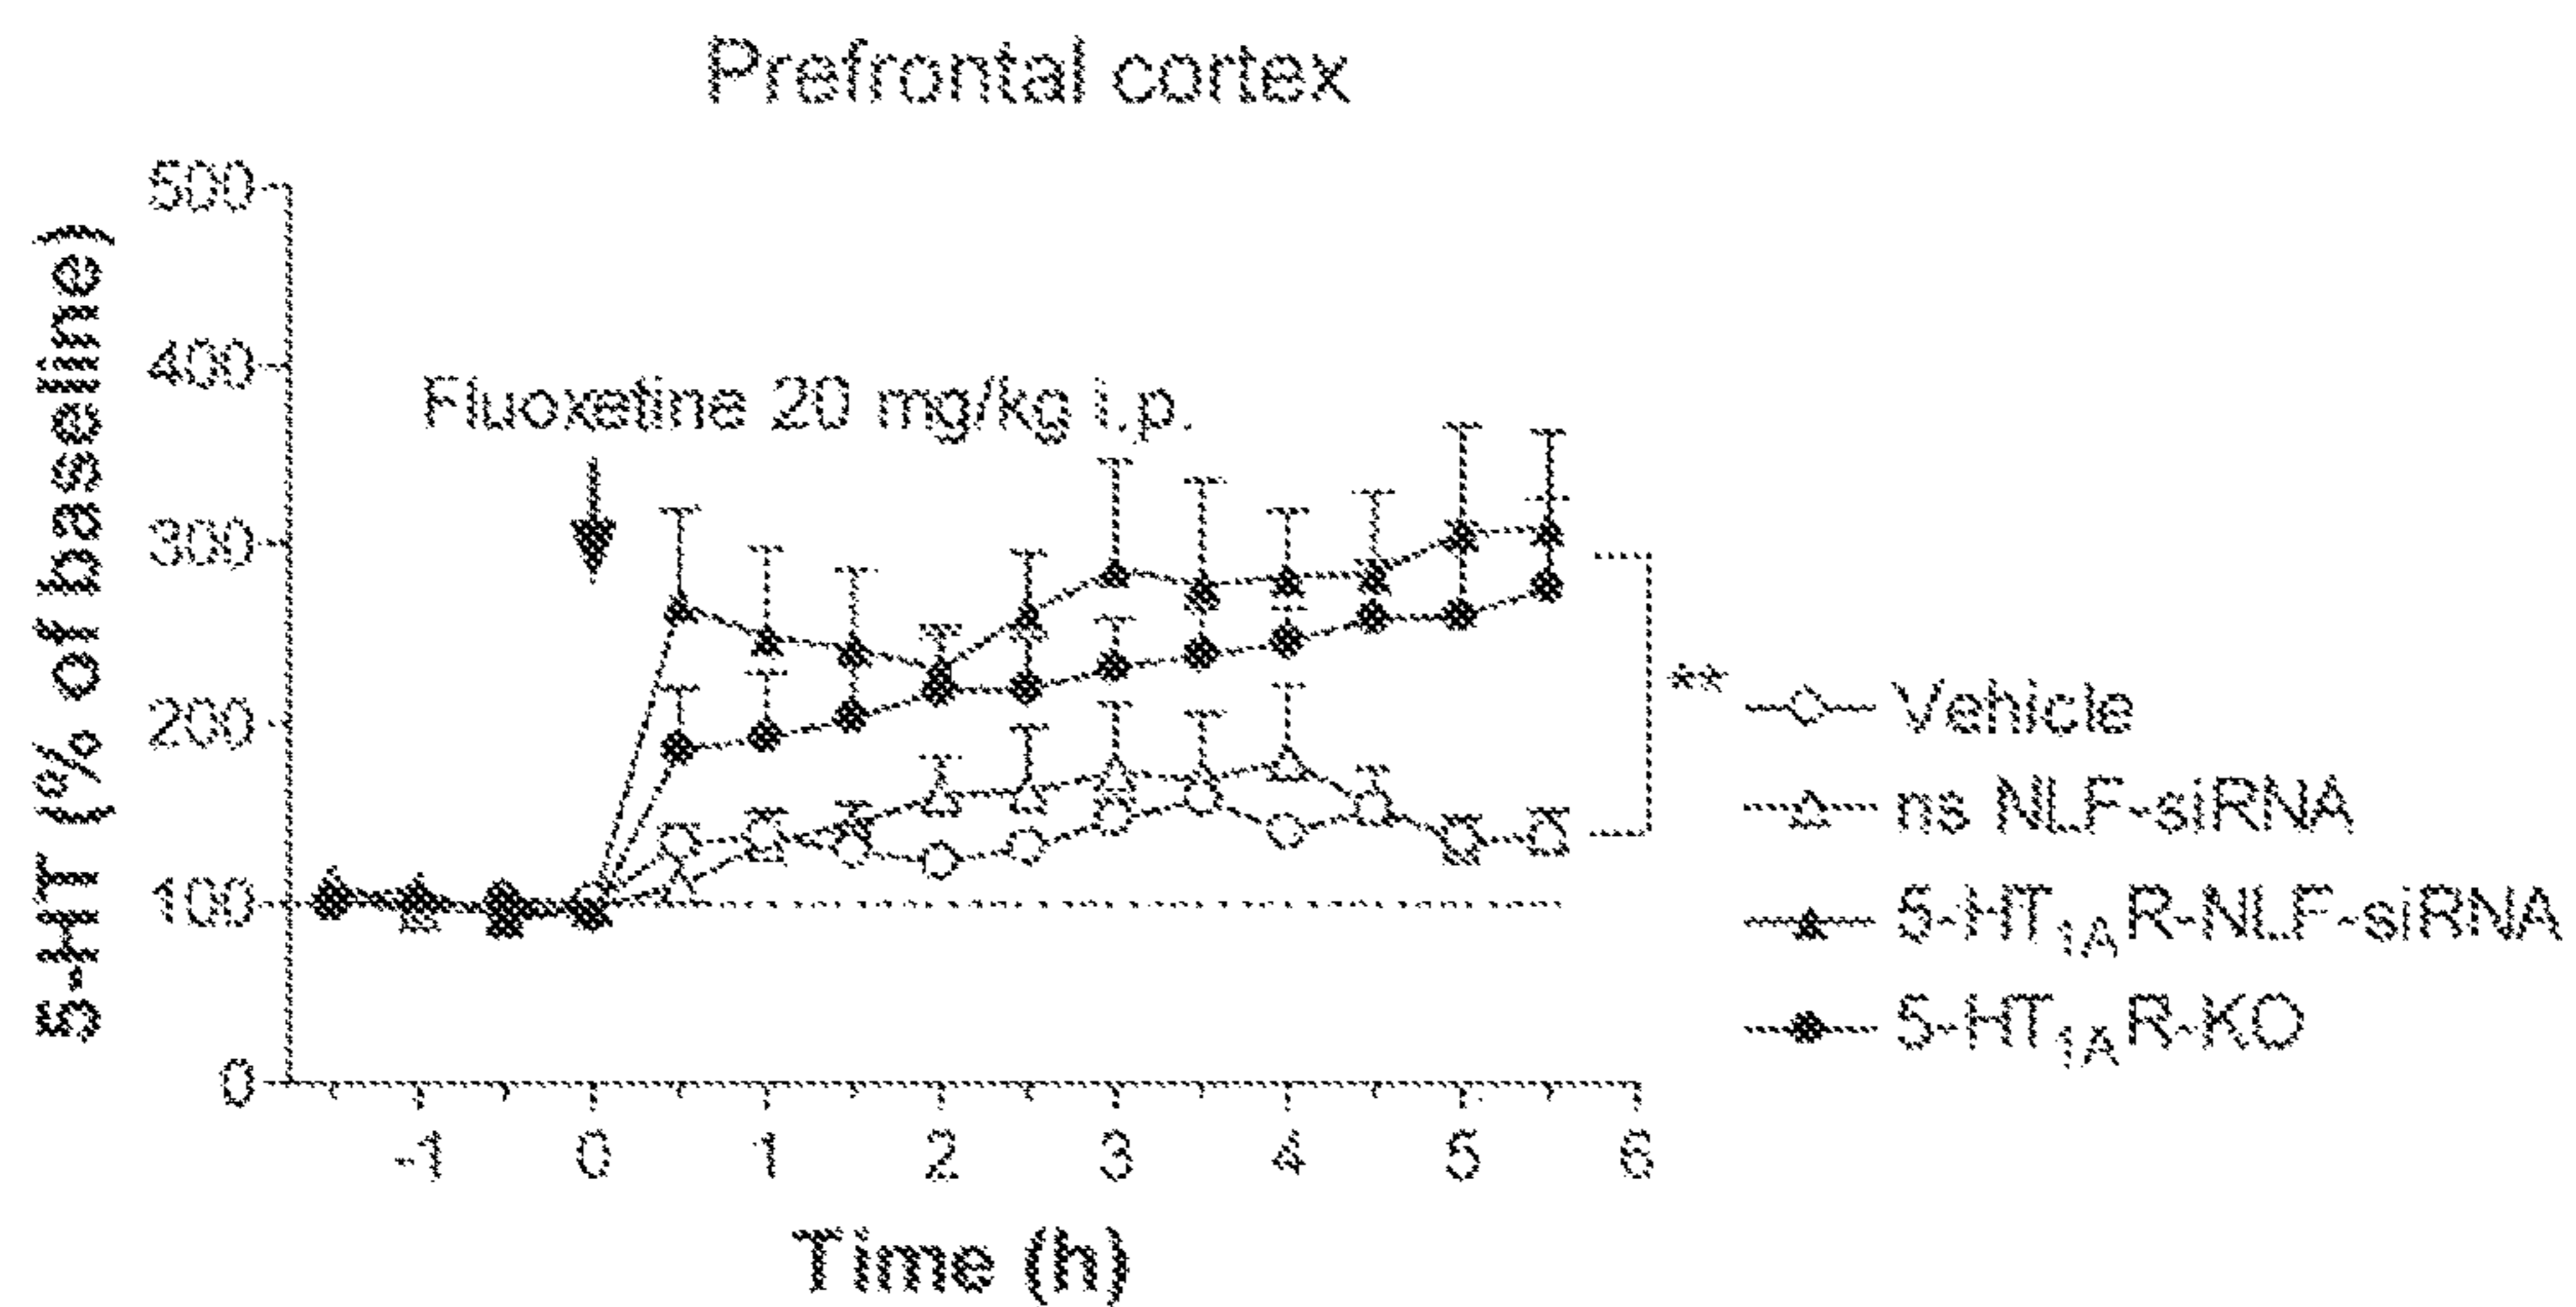 Prefrontal cortex
5-HT (% of baseline)
500
400
300
200
100
0
Fluoxetine 20 mg/kg i.p.
**
Vehicle
ns NLF-siRNA
5-HT1AR-NLF-siRNA
5-HT1AR-KO
-1 0 1 2 3 4 5 6
Time (h)